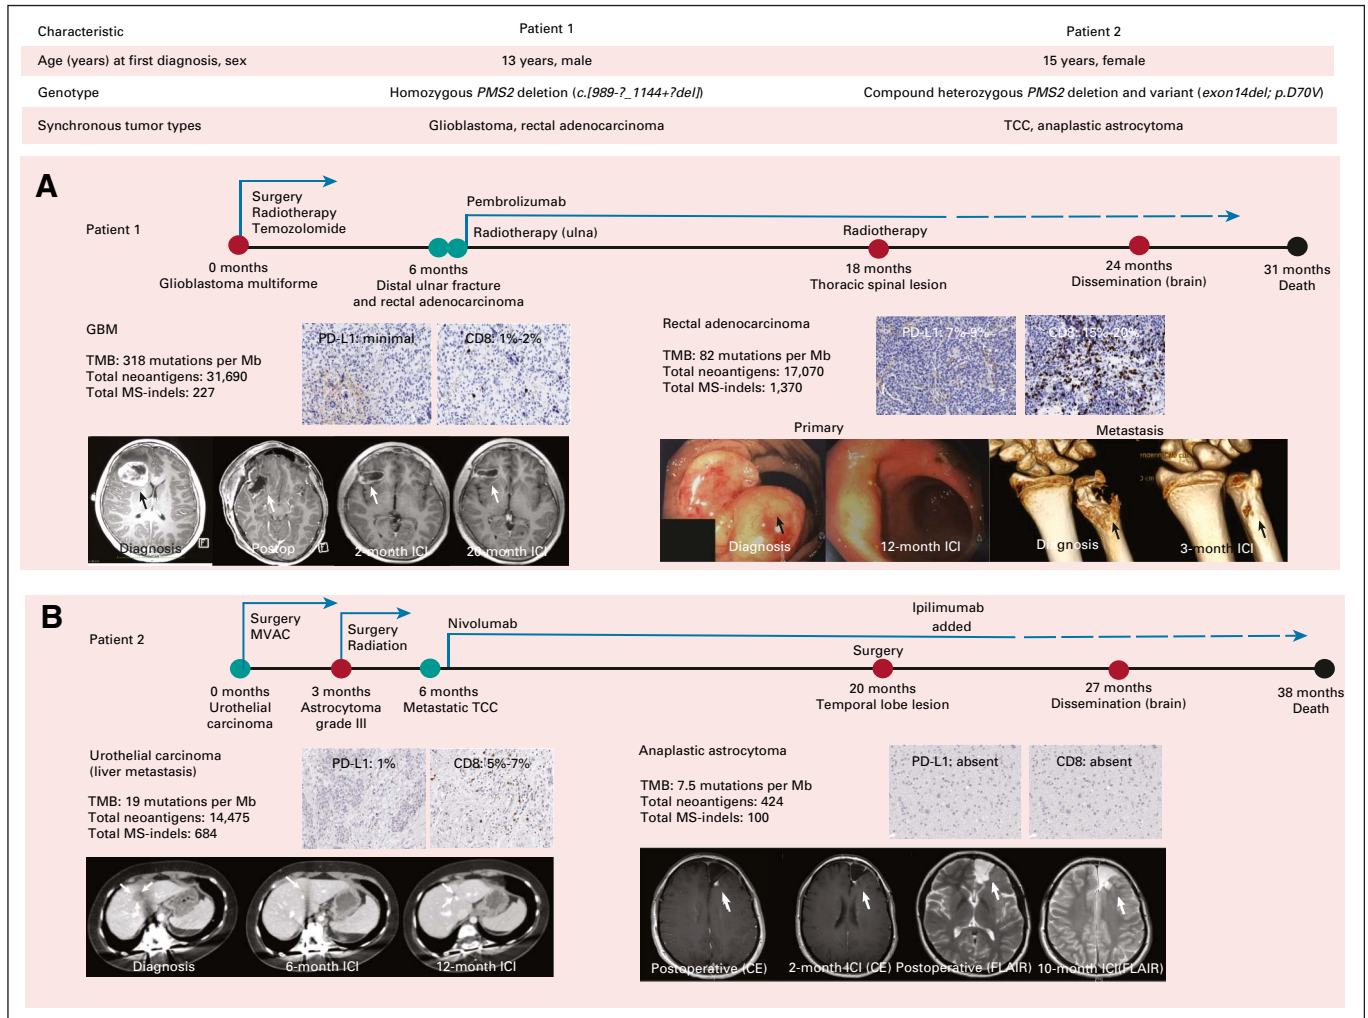 Characteristic
Patient 1
Patient 2
Age (years) at first diagnosis, sex
13 years, male
15 years, female
Genotype
Homozygous PMS2 deletion (c.[989-?_1144+?del])
Compound heterozygous PMS2 deletion and variant (exon14del; p.D70V)
Synchronous tumor types
Glioblastoma, rectal adenocarcinoma
TCC, anaplastic astrocytoma
A
Patient 1
Surgery
Radiotherapy
Temozolomide
Pembrolizumab
Radiotherapy (ulna)
Radiotherapy
0 months
Glioblastoma multiforme
6 months
Distal ulnar fracture
and rectal adenocarcinoma
18 months
Thoracic spinal lesion
24 months
Dissemination (brain)
31 months
Death
GBM
TMB: 318 mutations per Mb
Total neoantigens: 31,690
Total MS-indels: 227
PD-L1: minimal
CD8: 1%-2%
Rectal adenocarcinoma
TMB: 82 mutations per Mb
Total neoantigens: 17,070
Total MS-indels: 1,370
PD-L1: 7%-9%
CD8: 15%-20%
Primary
Metastasis
Diagnosis
Postop
2-month ICI
20-month ICI
Diagnosis
12-month ICI
Diagnosis
3-month ICI
B
Patient 2
Surgery
MVAC
Surgery
Radiation
Nivolumab
Ipilimumab
added
Surgery
0 months
Urothelial
carcinoma
3 months
Astrocytoma
grade III
6 months
Metastatic TCC
20 months
Temporal lobe lesion
27 months
Dissemination (brain)
38 months
Death
Urothelial carcinoma
(liver metastasis)
TMB: 19 mutations per Mb
Total neoantigens: 14,475
Total MS-indels: 684
PD-L1: 1%
CD8: 5%-7%
Anaplastic astrocytoma
TMB: 7.5 mutations per Mb
Total neoantigens: 424
Total MS-indels: 100
PD-L1: absent
CD8: absent
Diagnosis
6-month ICI
12-month ICI
Postoperative (CE)
2-month ICI (CE)
Postoperative (FLAIR)
10-month ICI(FLAIR)